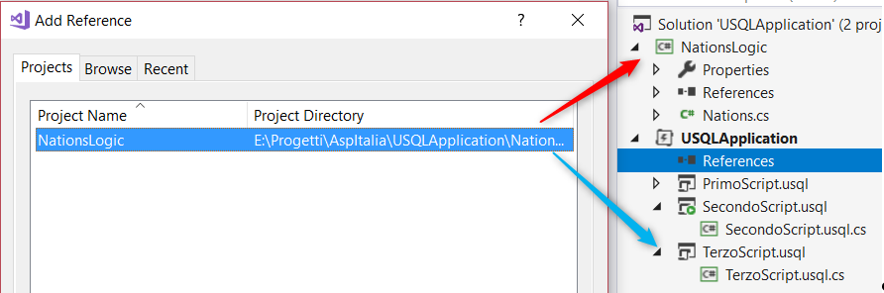 Add Reference
?
Projects
Browse
Recent
Project Name
Project Directory
NationsLogic
E:\Progetti\AspItalia\USQLApplication\Nation...
Solution 'USQLApplication' (2 proj
C# NationsLogic
Properties
References
C# Nations.cs
USQLApplication
References
PrimoScript.usql
SecondoScript.usql
C# SecondoScript.usql.cs
TerzoScript.usql
C# TerzoScript.usql.cs